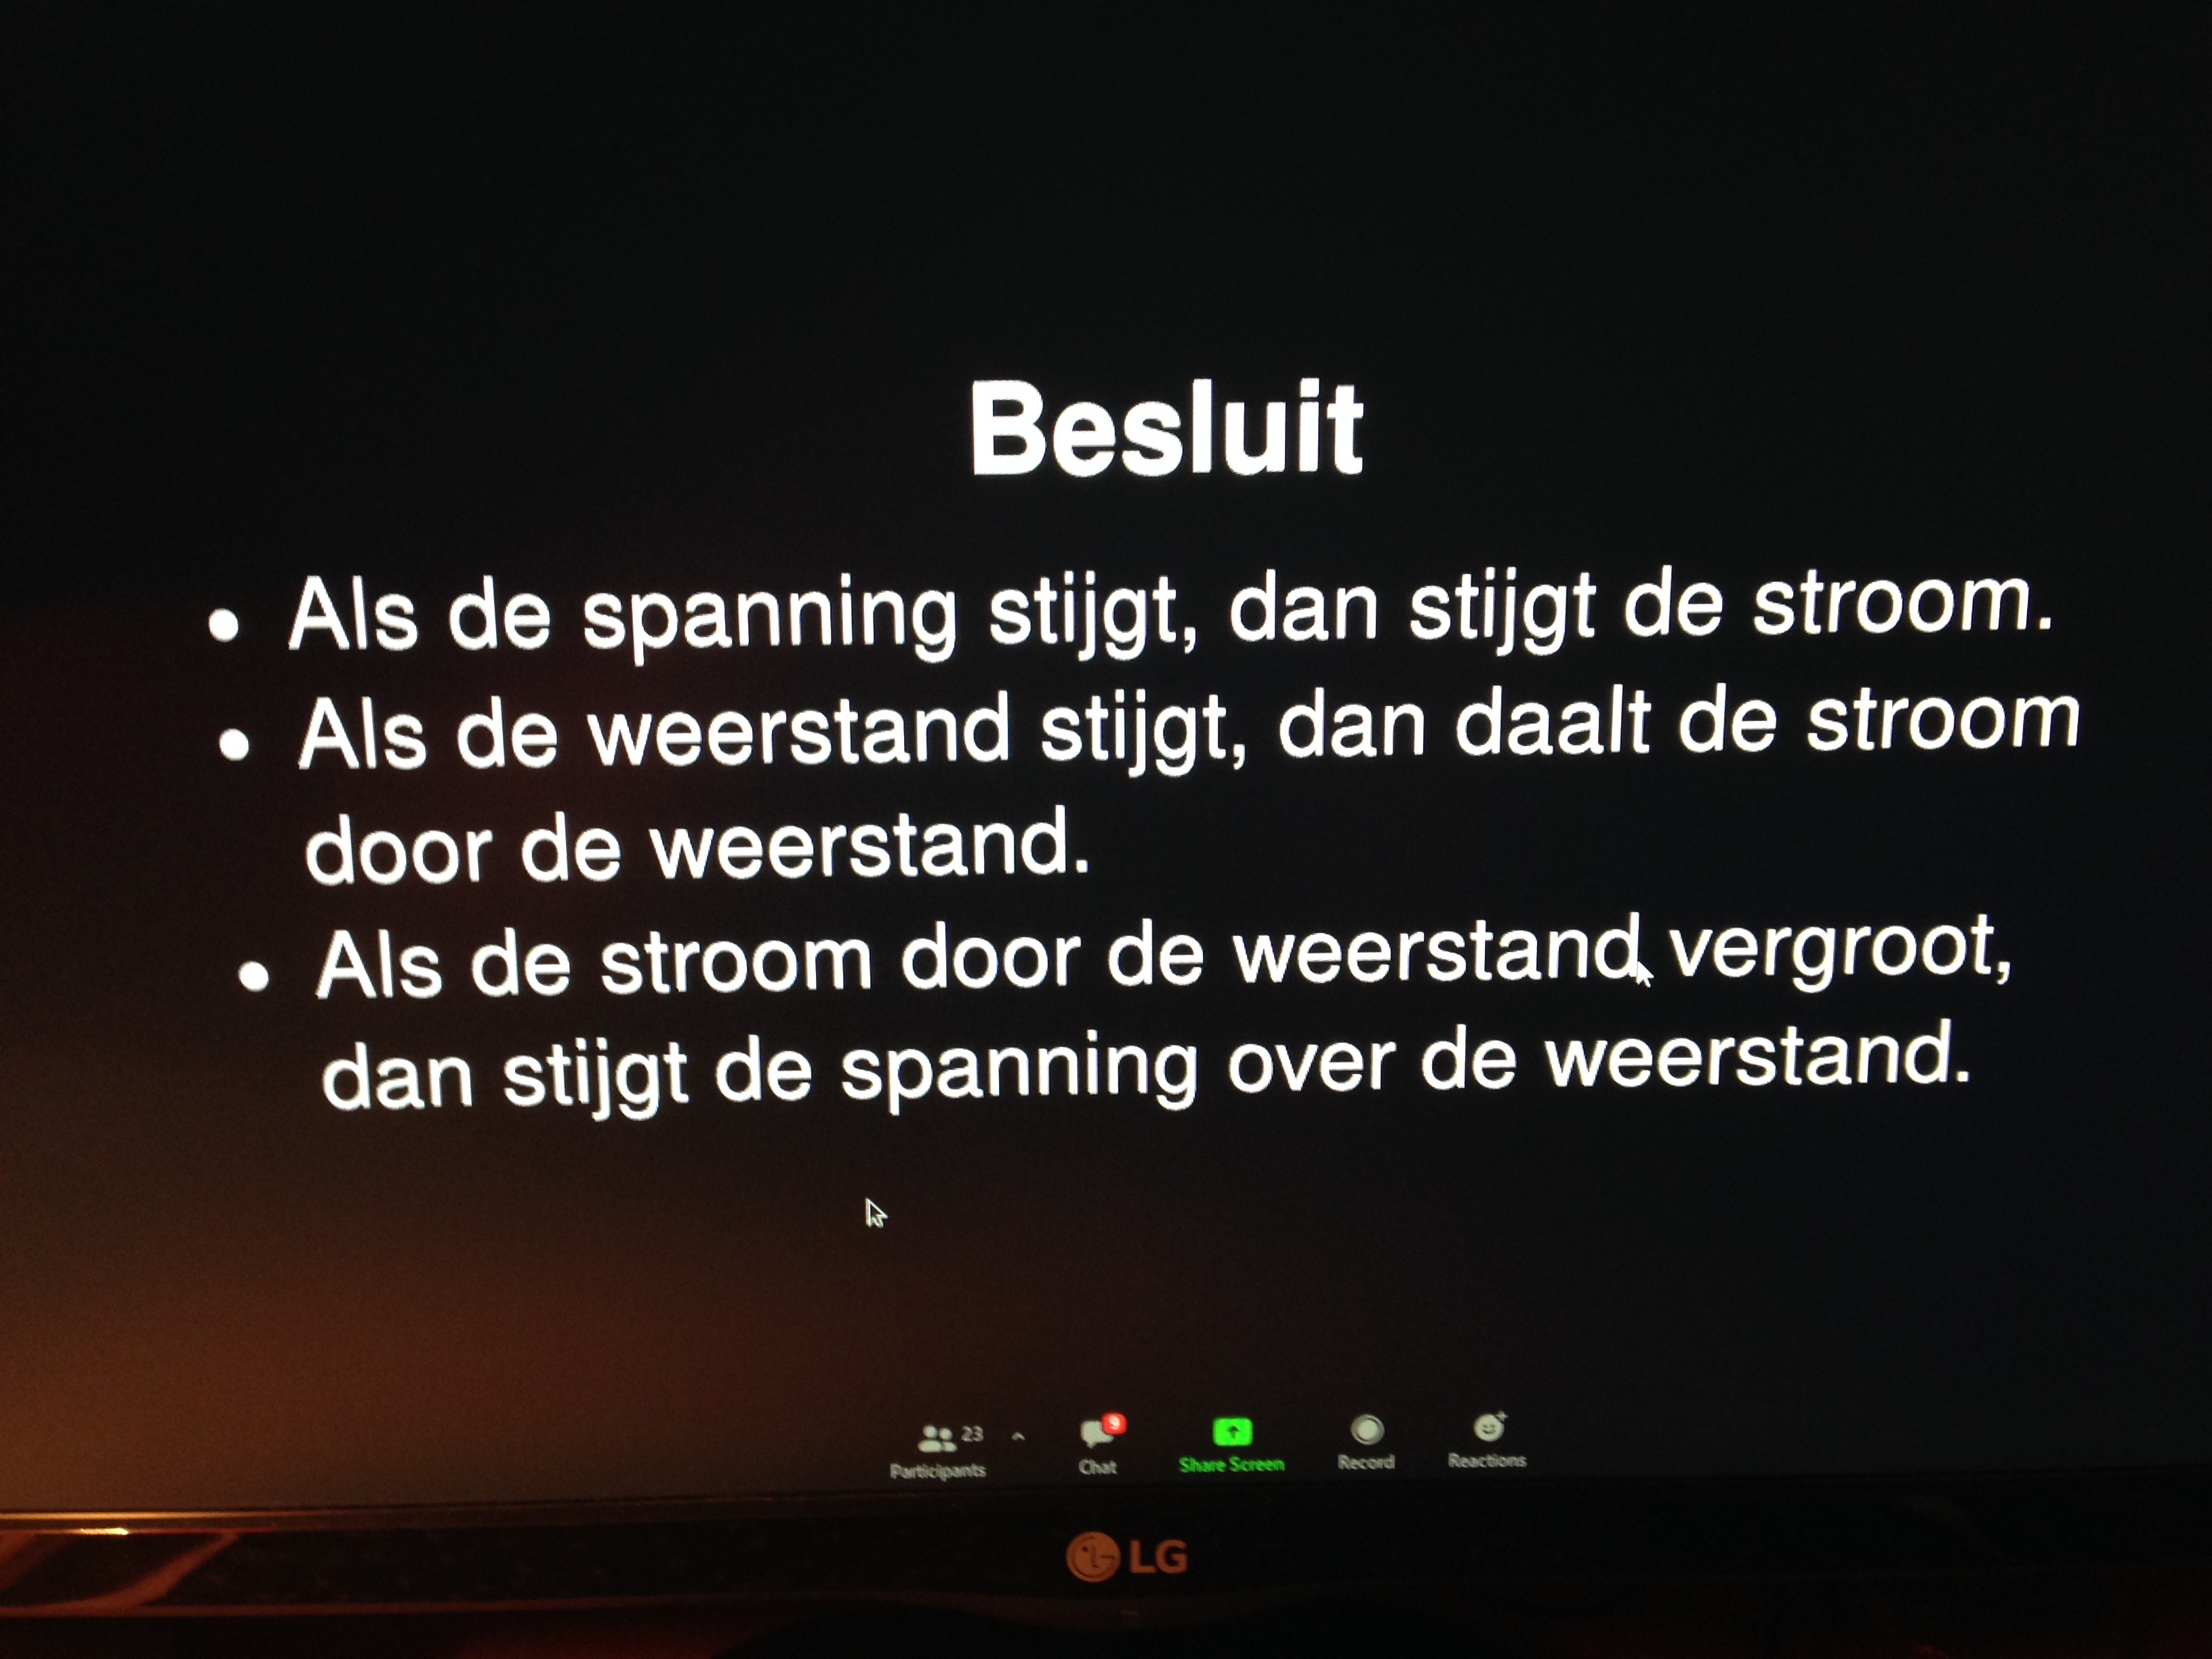 Besluit
• Als de spanning stijgt, dan stijgt de stroom.
• Als de weerstand stijgt, dan daalt de stroom
door de weerstand.
• Als de stroom door de weerstand vergroot,
dan stijgt de spanning over de weerstand.
23 9
Participants Chat Share Screen Record Reactions
LG